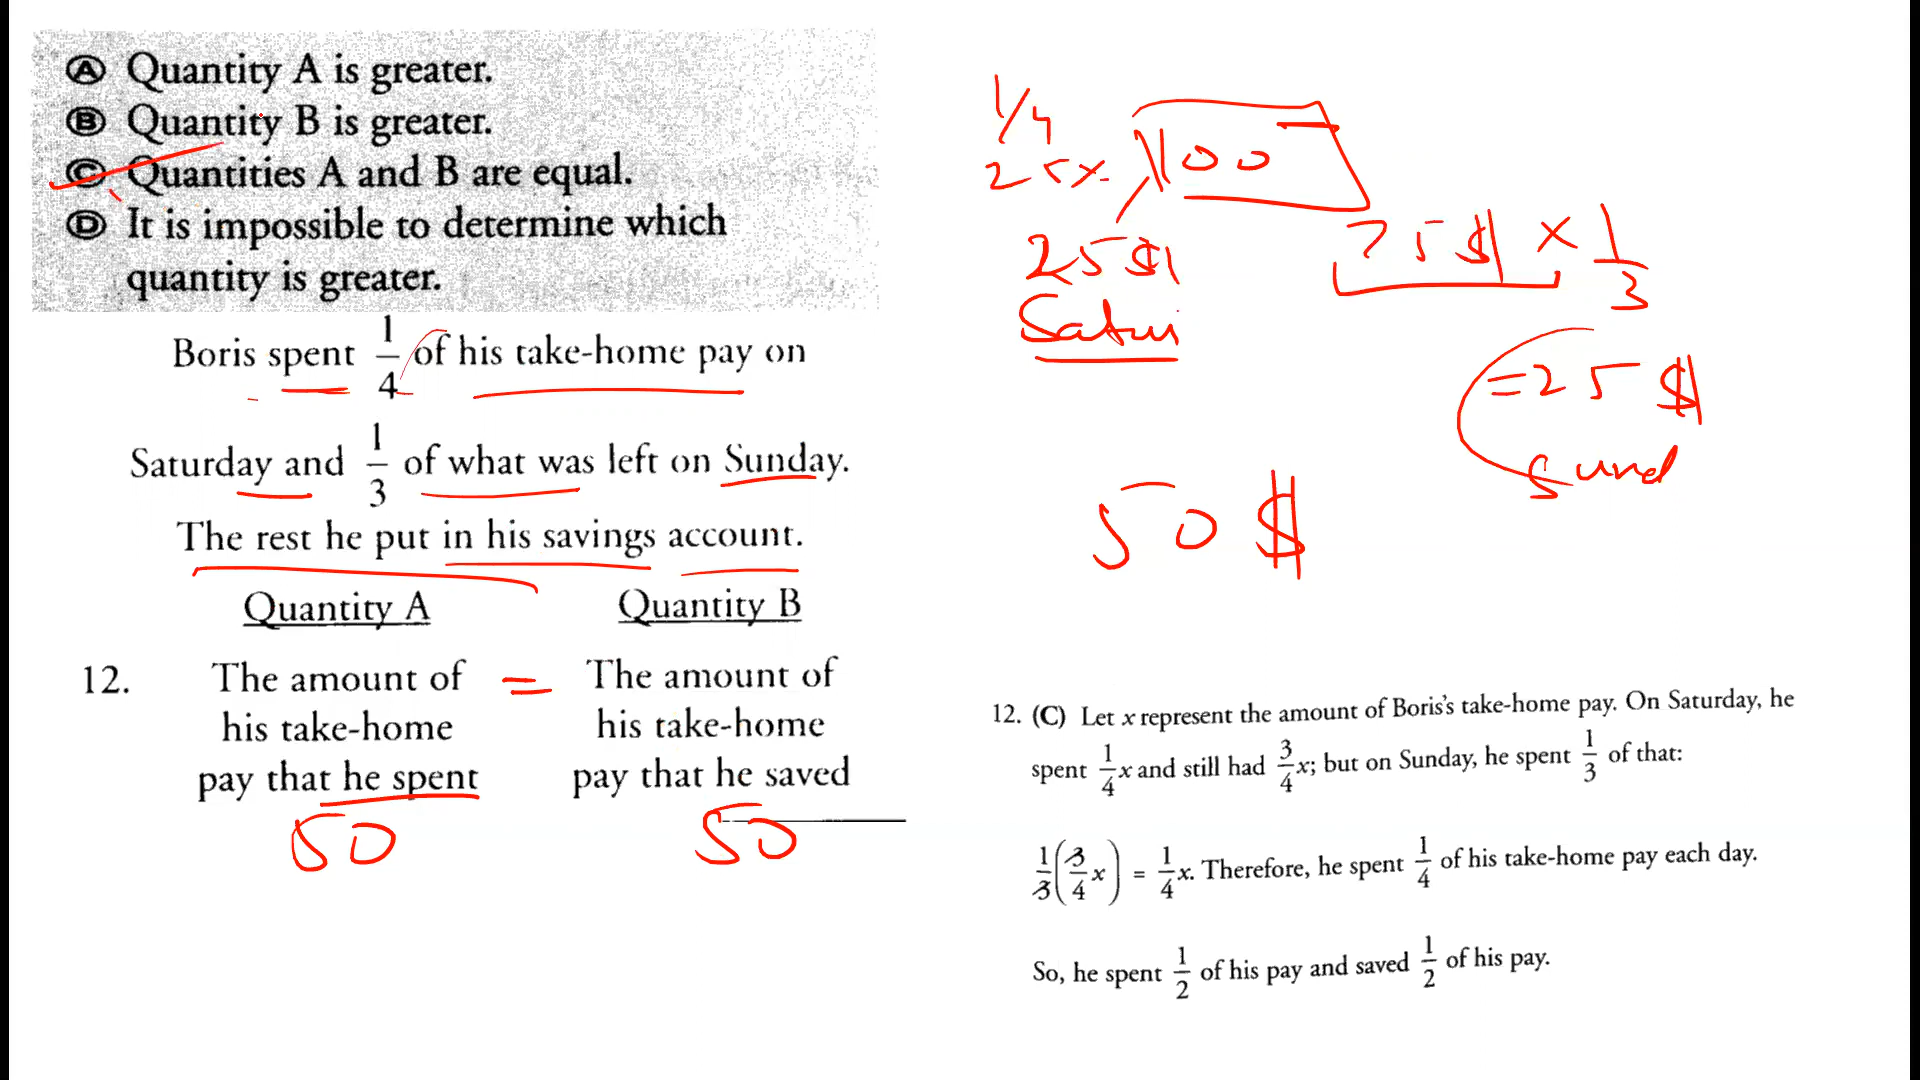 Ⓐ Quantity A is greater.
Ⓑ Quantity B is greater.
Ⓒ Quantities A and B are equal.
Ⓓ It is impossible to determine which
quantity is greater.
Boris spent 1/4 of his take-home pay on
Saturday and 1/3 of what was left on Sunday.
The rest he put in his savings account.
Quantity A Quantity B
12. The amount of = The amount of
his take-home his take-home
pay that he spent pay that he saved
50 50
1/4
25%
100
25$
Satur
75$ × 1/3
=25$
Sund
50$
12. (C) Let x represent the amount of Boris's take-home pay. On Saturday, he
spent 1/4 x and still had 3/4 x; but on Sunday, he spent 1/3 of that:
1/3(3/4 x) = 1/4 x. Therefore, he spent 1/4 of his take-home pay each day.
So, he spent 1/2 of his pay and saved 1/2 of his pay.